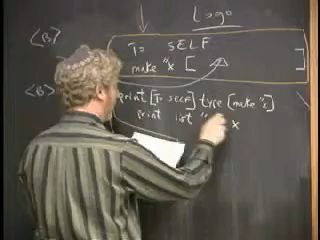 Logo
<B>
To SELF
make "x [ ]
<B> print [To SELF] type [make "x]
print list " x